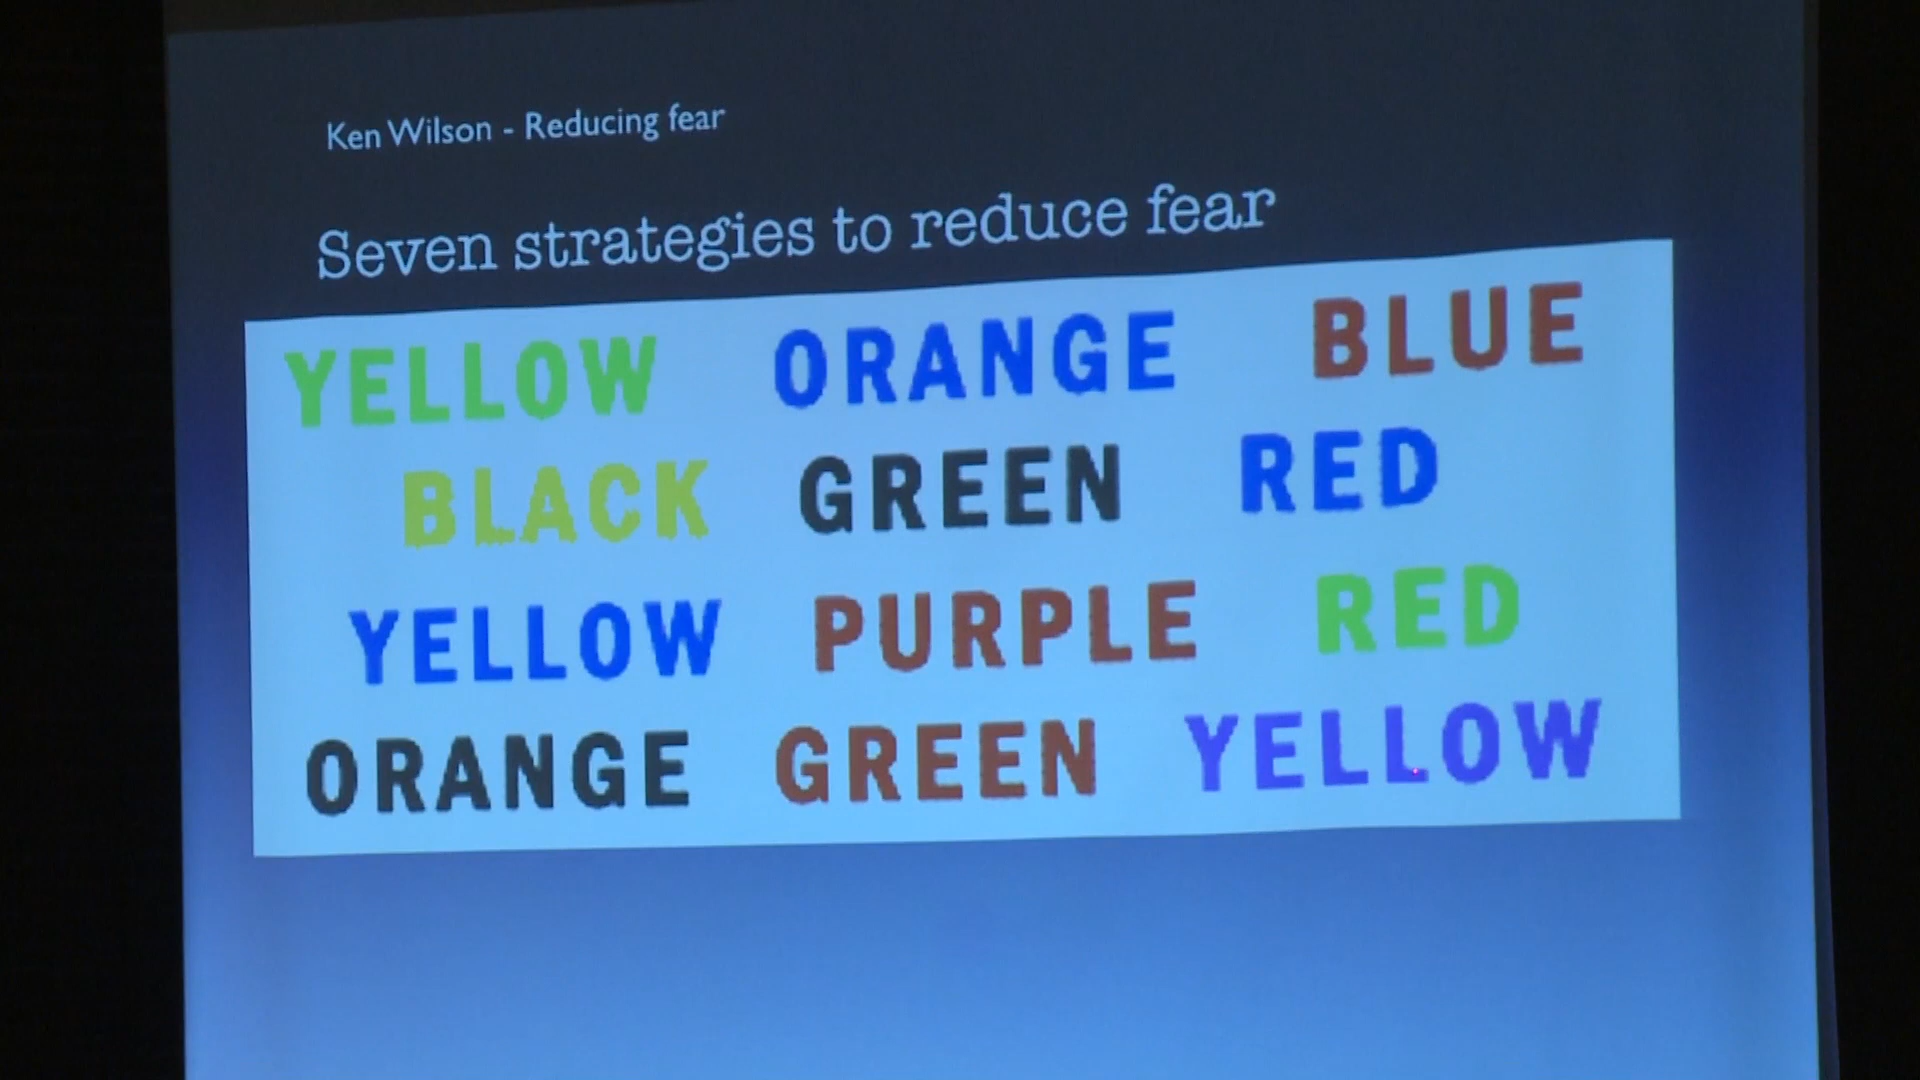 Ken Wilson - Reducing fear
Seven strategies to reduce fear
YELLOW ORANGE BLUE
BLACK GREEN RED
YELLOW PURPLE RED
ORANGE GREEN YELLOW